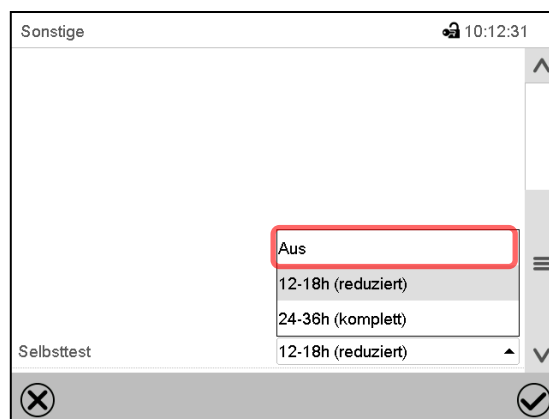 Sonstige 10:12:31
Aus
12-18h (reduziert)
24-36h (komplett)
Selbsttest 12-18h (reduziert)